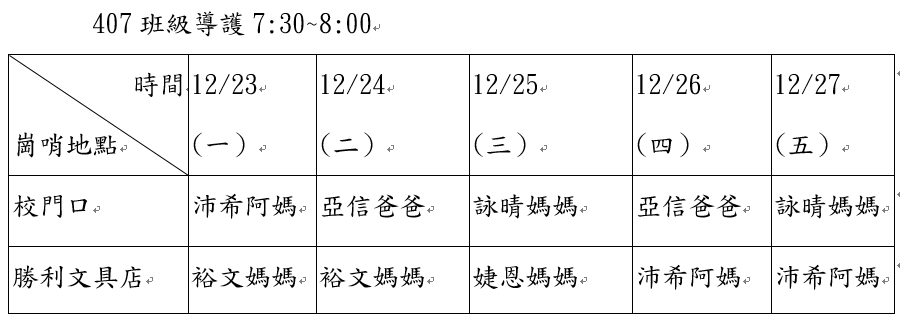 407 班級導護 7:30~8:00
時間 12/23 12/24 12/25 12/26 12/27
崗哨地點 (一) (二) (三) (四) (五)
校門口 沛希阿媽 亞信爸爸 詠晴媽媽 亞信爸爸 詠晴媽媽
勝利文具店 裕文媽媽 裕文媽媽 婕恩媽媽 沛希阿媽 沛希阿媽